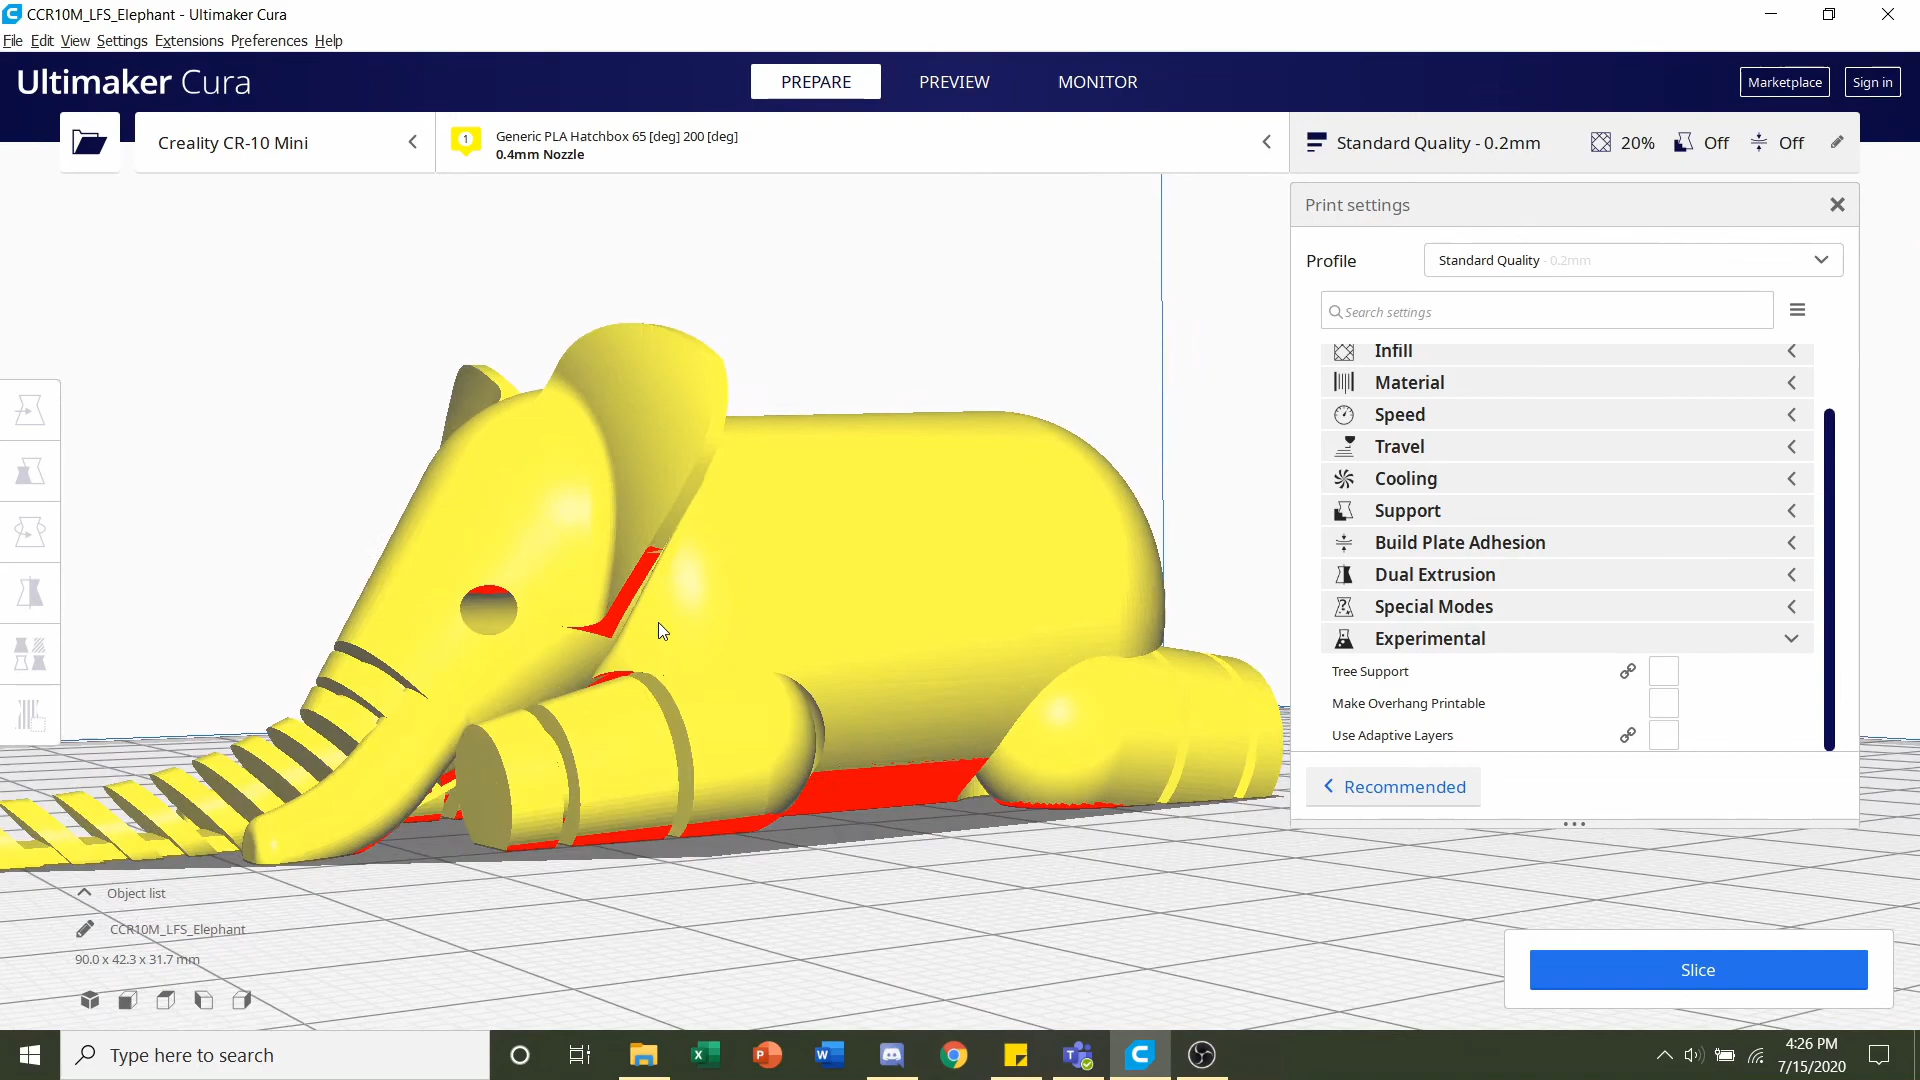 CCR10M_LFS_Elephant - Ultimaker Cura
File Edit View Settings Extensions Preferences Help
Ultimaker Cura
PREPARE
PREVIEW
MONITOR
Marketplace
Sign in
Creality CR-10 Mini
1
Generic PLA Hatchbox 65 [deg] 200 [deg]
0.4mm Nozzle
Standard Quality - 0.2mm
20%
Off
Off
Print settings
Profile
Standard Quality - 0.2mm
Search settings
Infill
Material
Speed
Travel
Cooling
Support
Build Plate Adhesion
Dual Extrusion
Special Modes
Experimental
Tree Support
Make Overhang Printable
Use Adaptive Layers
Recommended
Object list
CCR10M_LFS_Elephant
90.0 x 42.3 x 31.7 mm
Slice
Type here to search
4:26 PM
7/15/2020